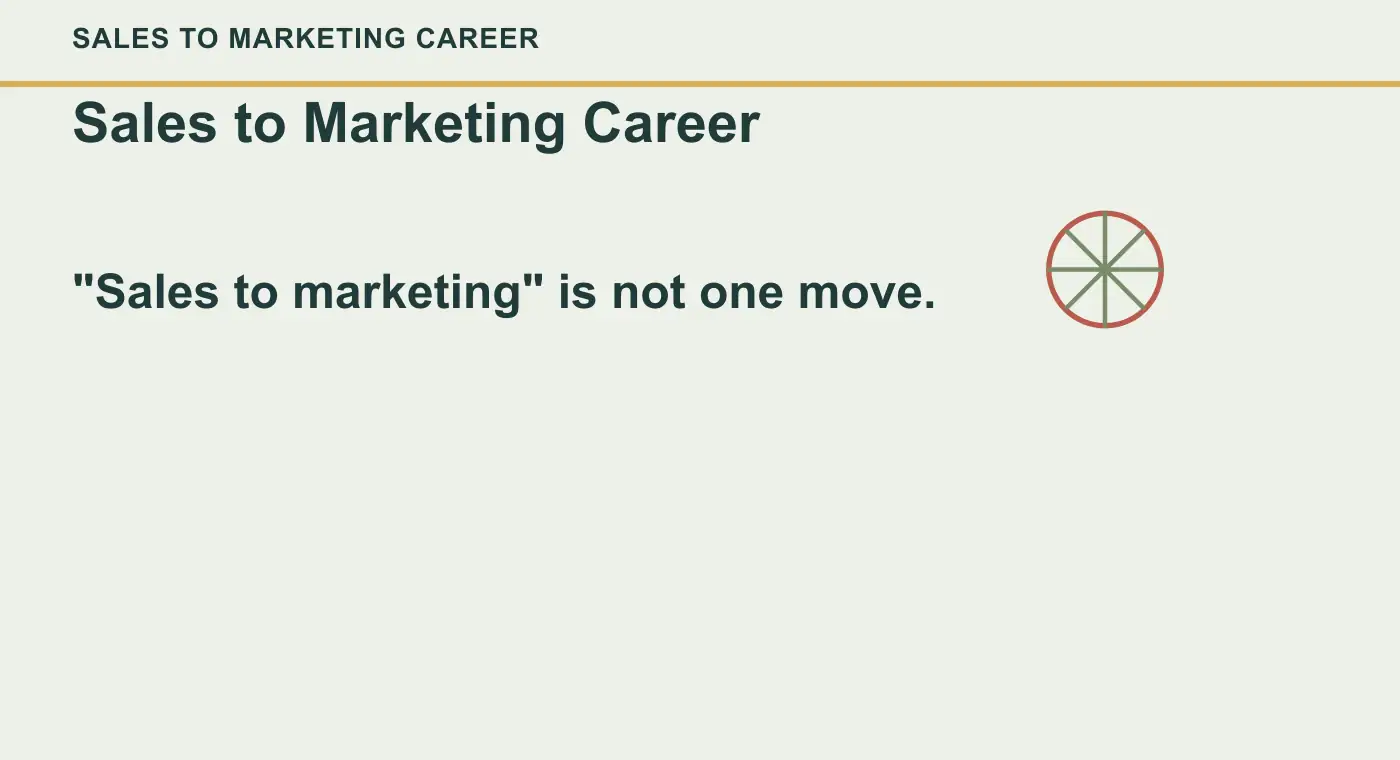 SALES TO MARKETING CAREER
Sales to Marketing Career
"Sales to marketing" is not one move.